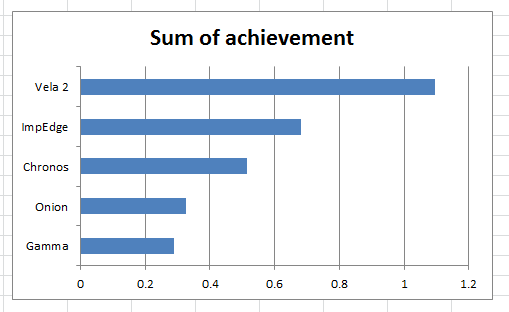 Sum of achievement
Vela 2
ImpEdge
Chronos
Onion
Gamma
0 0.2 0.4 0.6 0.8 1 1.2